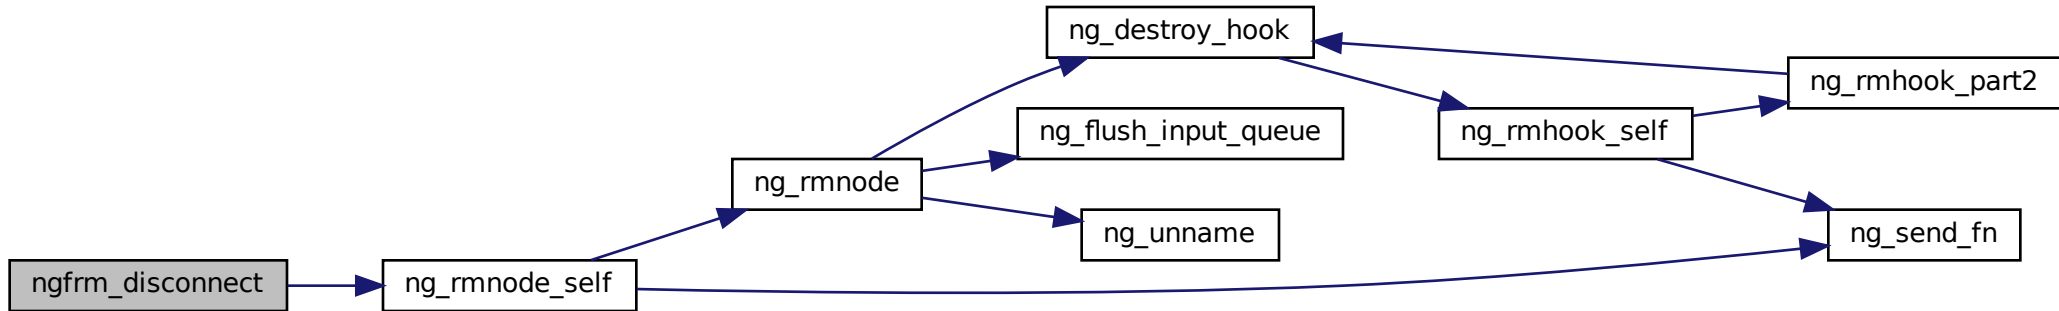 ng_destroy_hook
ng_rmhook_part2
ng_flush_input_queue
ng_rmhook_self
ng_rmnode
ng_unname
ng_send_fn
ngfrm_disconnect
ng_rmnode_self